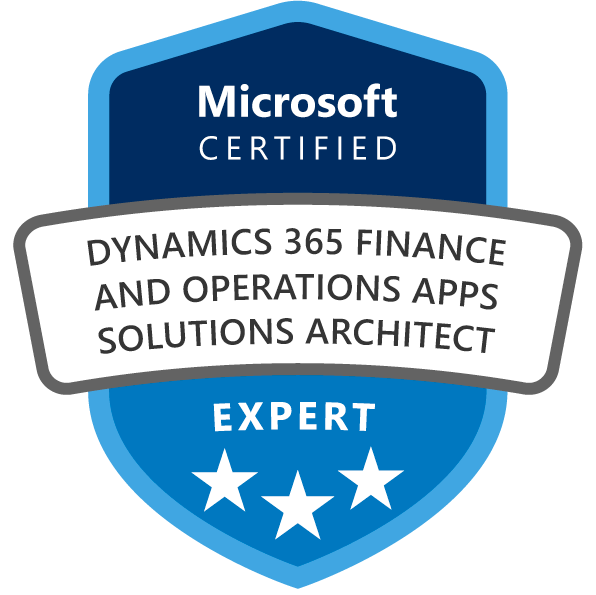 Microsoft
CERTIFIED
DYNAMICS 365 FINANCE
AND OPERATIONS APPS
SOLUTIONS ARCHITECT
EXPERT